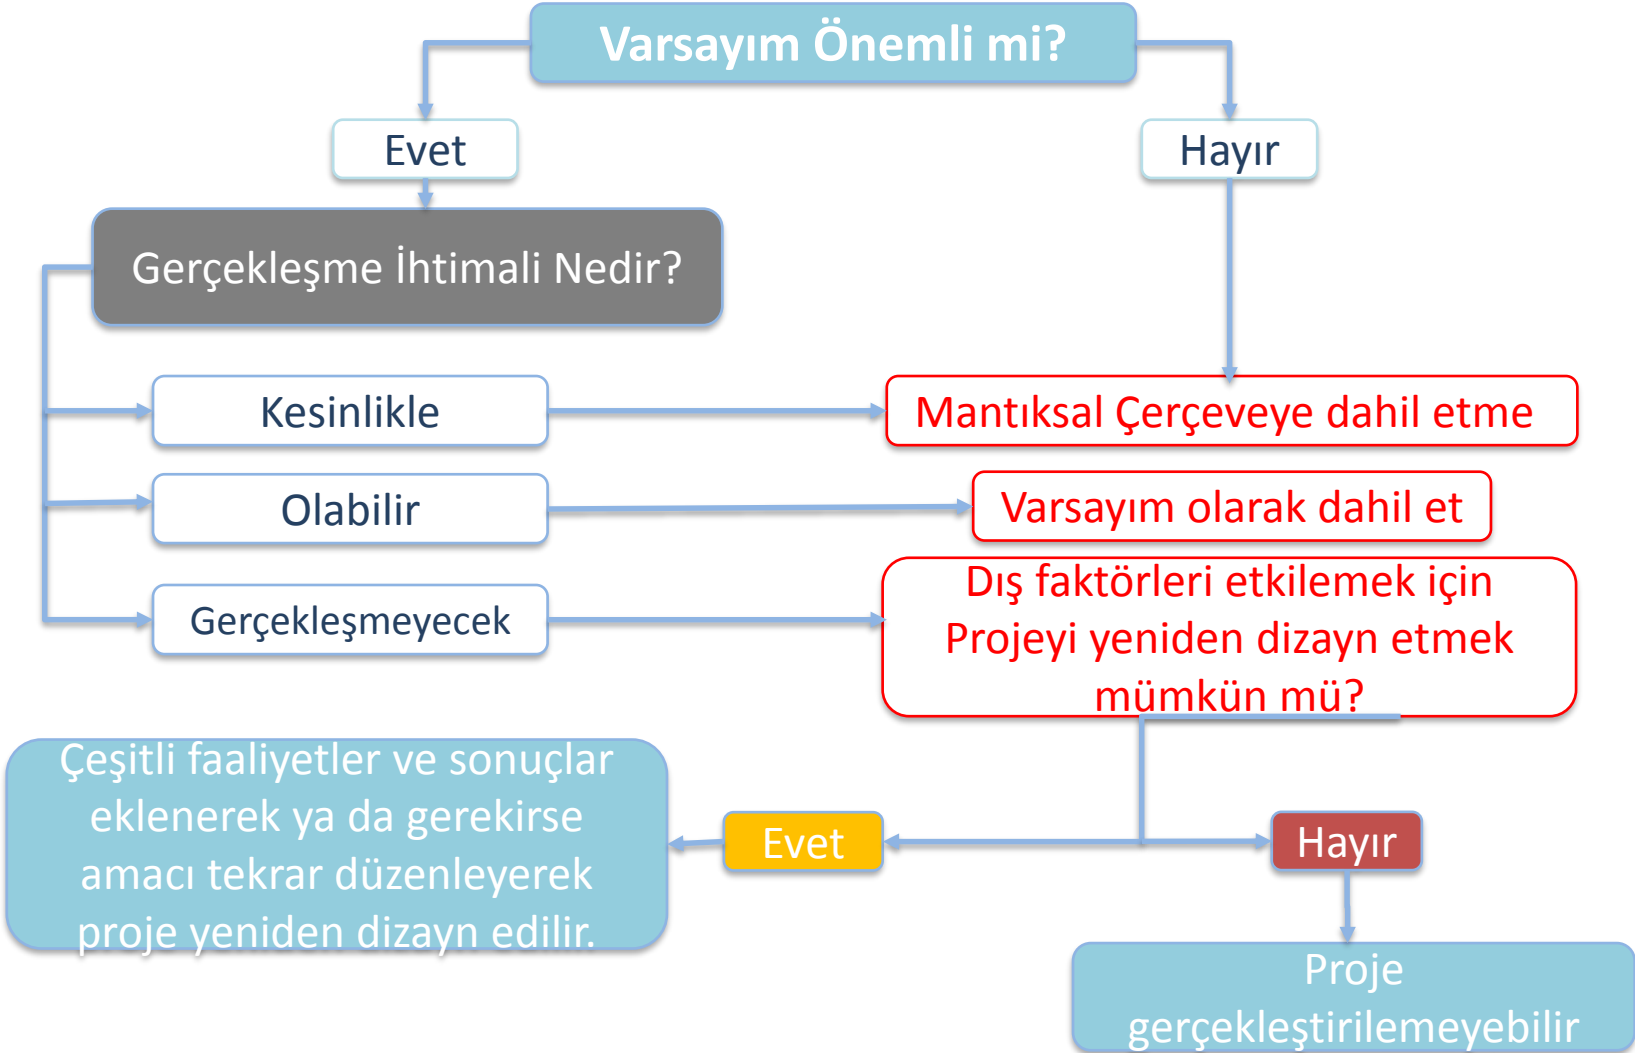 Varsayım Önemli mi?
Evet
Hayır
Gerçekleşme İhtimali Nedir?
Kesinlikle
Mantıksal Çerçeveye dahil etme
Olabilir
Varsayım olarak dahil et
Gerçekleşmeyecek
Dış faktörleri etkilemek için
Projeyi yeniden dizayn etmek
mümkün mü?
Çeşitli faaliyetler ve sonuçlar
eklenerek ya da gerekirse
amacı tekrar düzenleyerek
proje yeniden dizayn edilir.
Evet
Hayır
Proje
gerçekleştirilemeyebilir